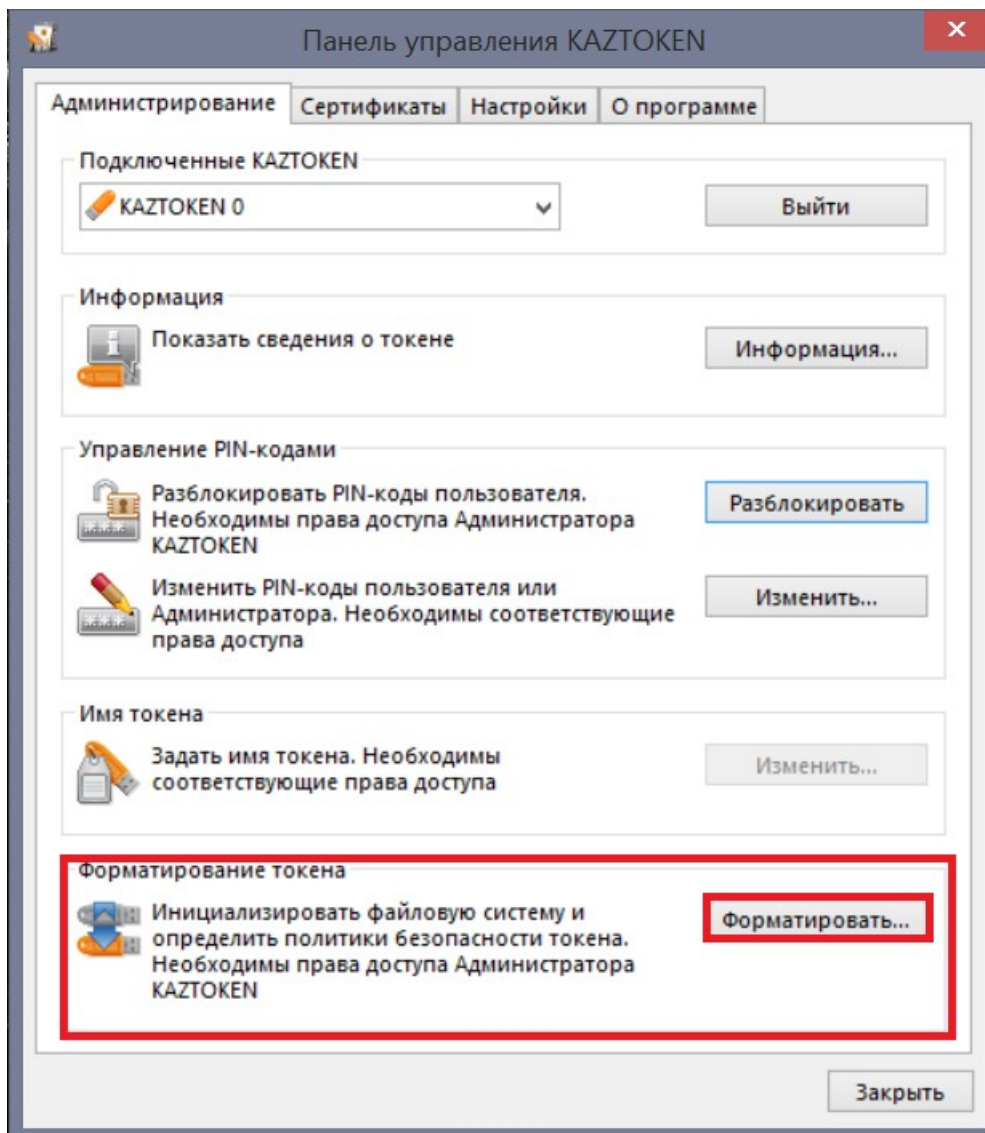 Панель управления KAZTOKEN
Администрирование
Сертификаты
Настройки
О программе
Подключенные KAZTOKEN
KAZTOKEN 0
Выйти
Информация
Показать сведения о токене
Информация...
Управление PIN-кодами
Разблокировать PIN-коды пользователя.
Необходимы права доступа Администратора
KAZTOKEN
Разблокировать
Изменить PIN-коды пользователя или
Администратора. Необходимы соответствующие
права доступа
Изменить...
Имя токена
Задать имя токена. Необходимы
соответствующие права доступа
Изменить...
Форматирование токена
Инициализировать файловую систему и
определить политики безопасности токена.
Необходимы права доступа Администратора
KAZTOKEN
Форматировать...
Закрыть